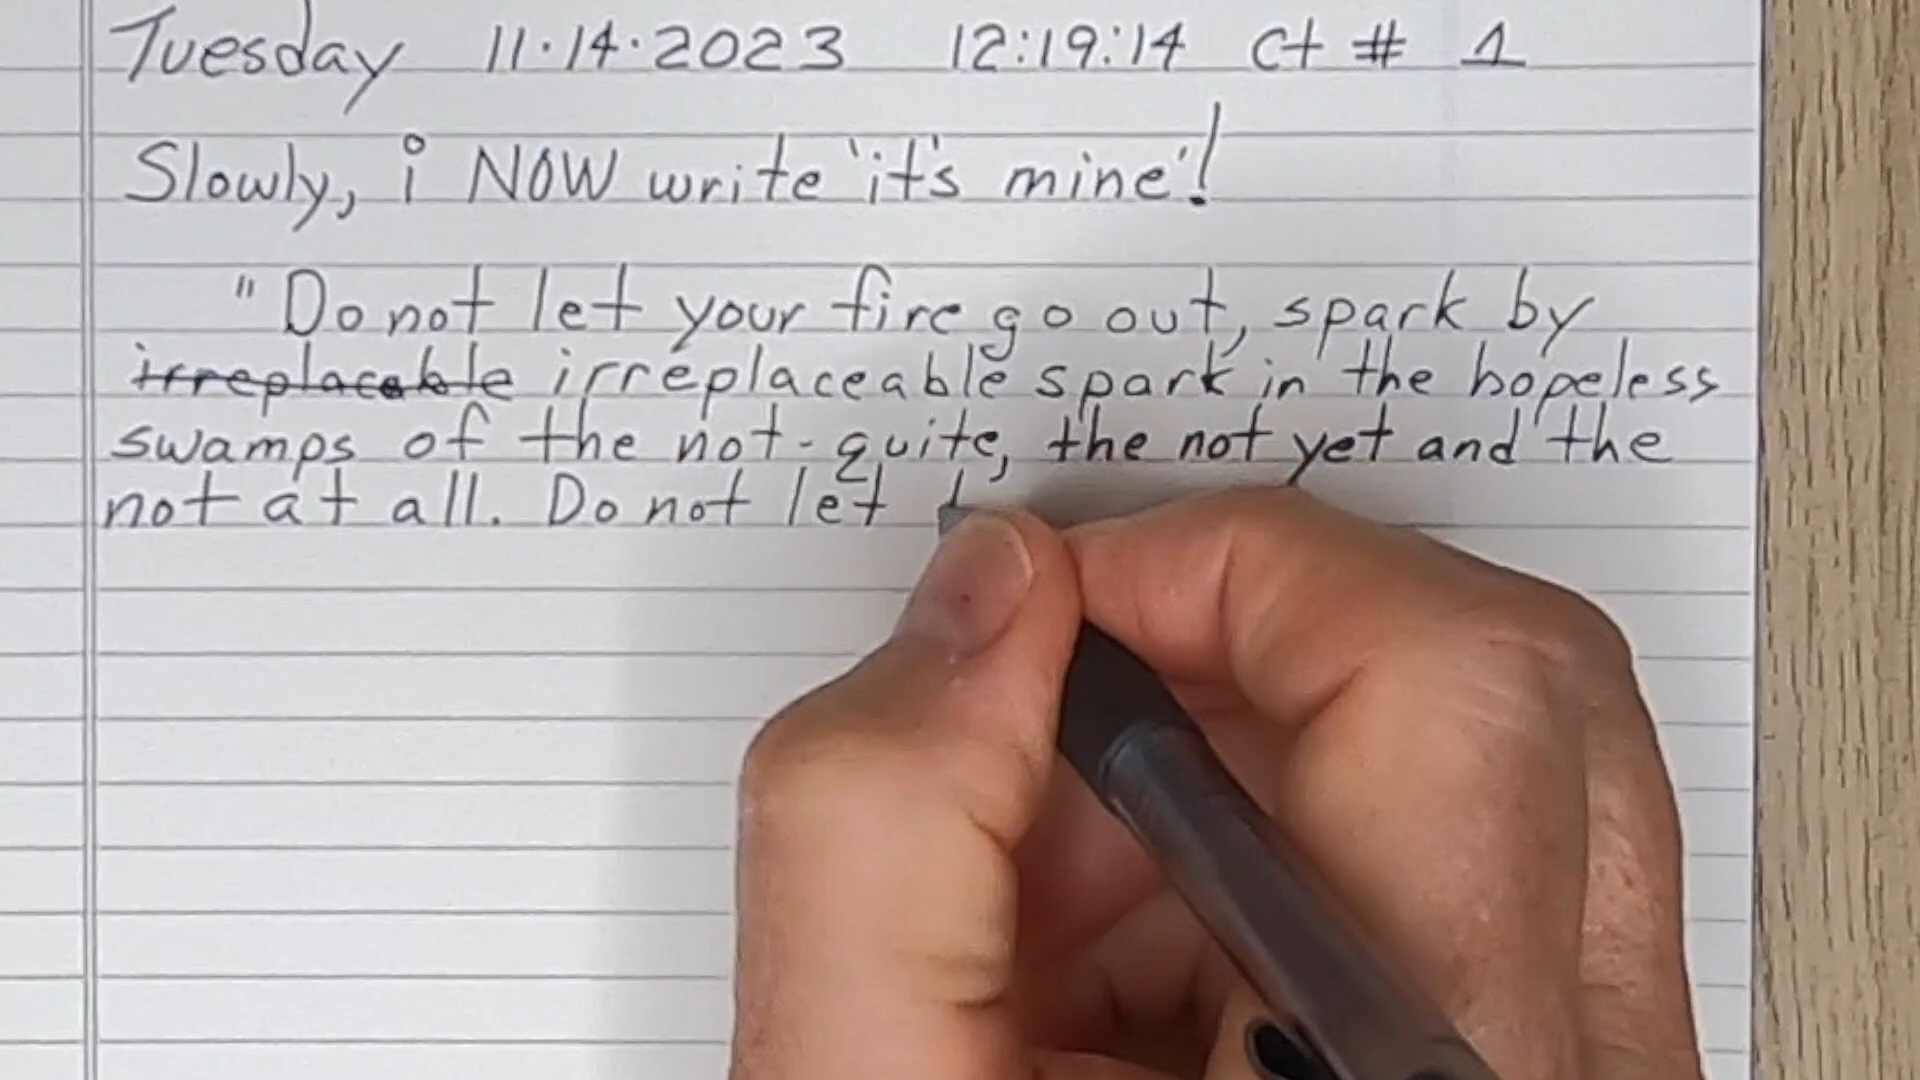 Tuesday 11·14·2023 12:19:14 Ct # 1
Slowly, i NOW write 'it's mine'!
"Do not let your fire go out, spark by
irreplacable irreplaceable spark in the hopeless
swamps of the not-quite, the not yet and the
not at all. Do not let